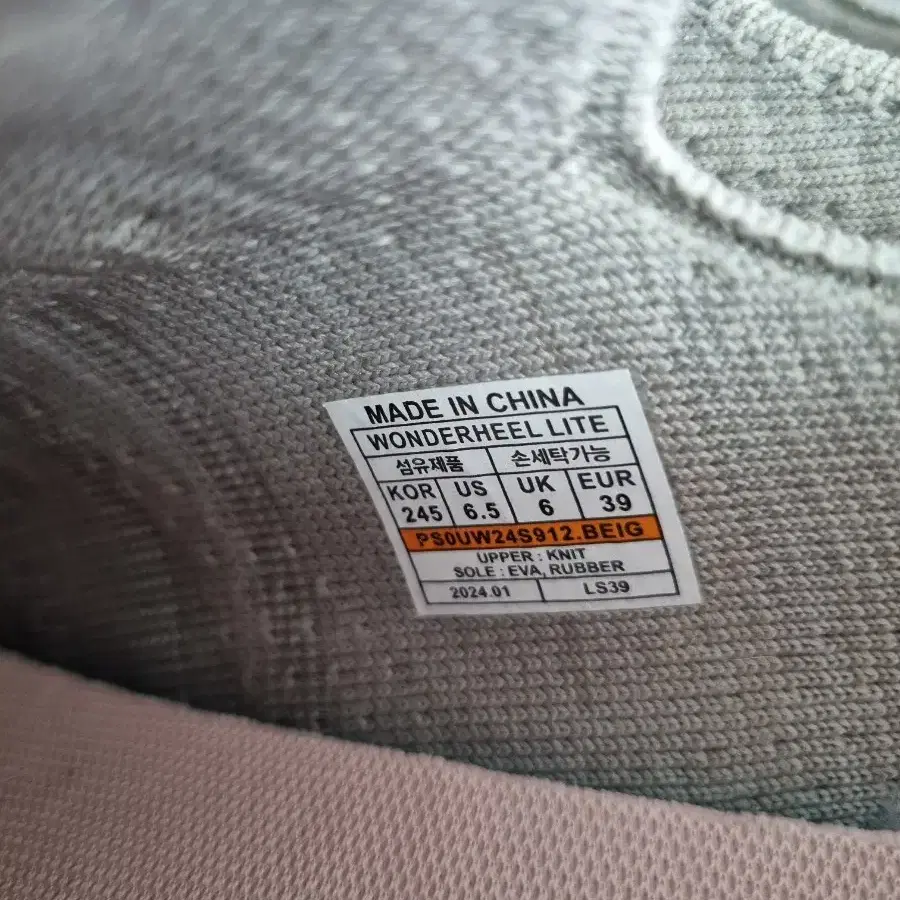 MADE IN CHINA
WONDERHEEL LITE
섬유제품 손세탁가능
KOR US UK EUR
245 6.5 6 39
PS0UW24S912.BEIG
UPPER : KNIT
SOLE : EVA, RUBBER
2024.01 LS39